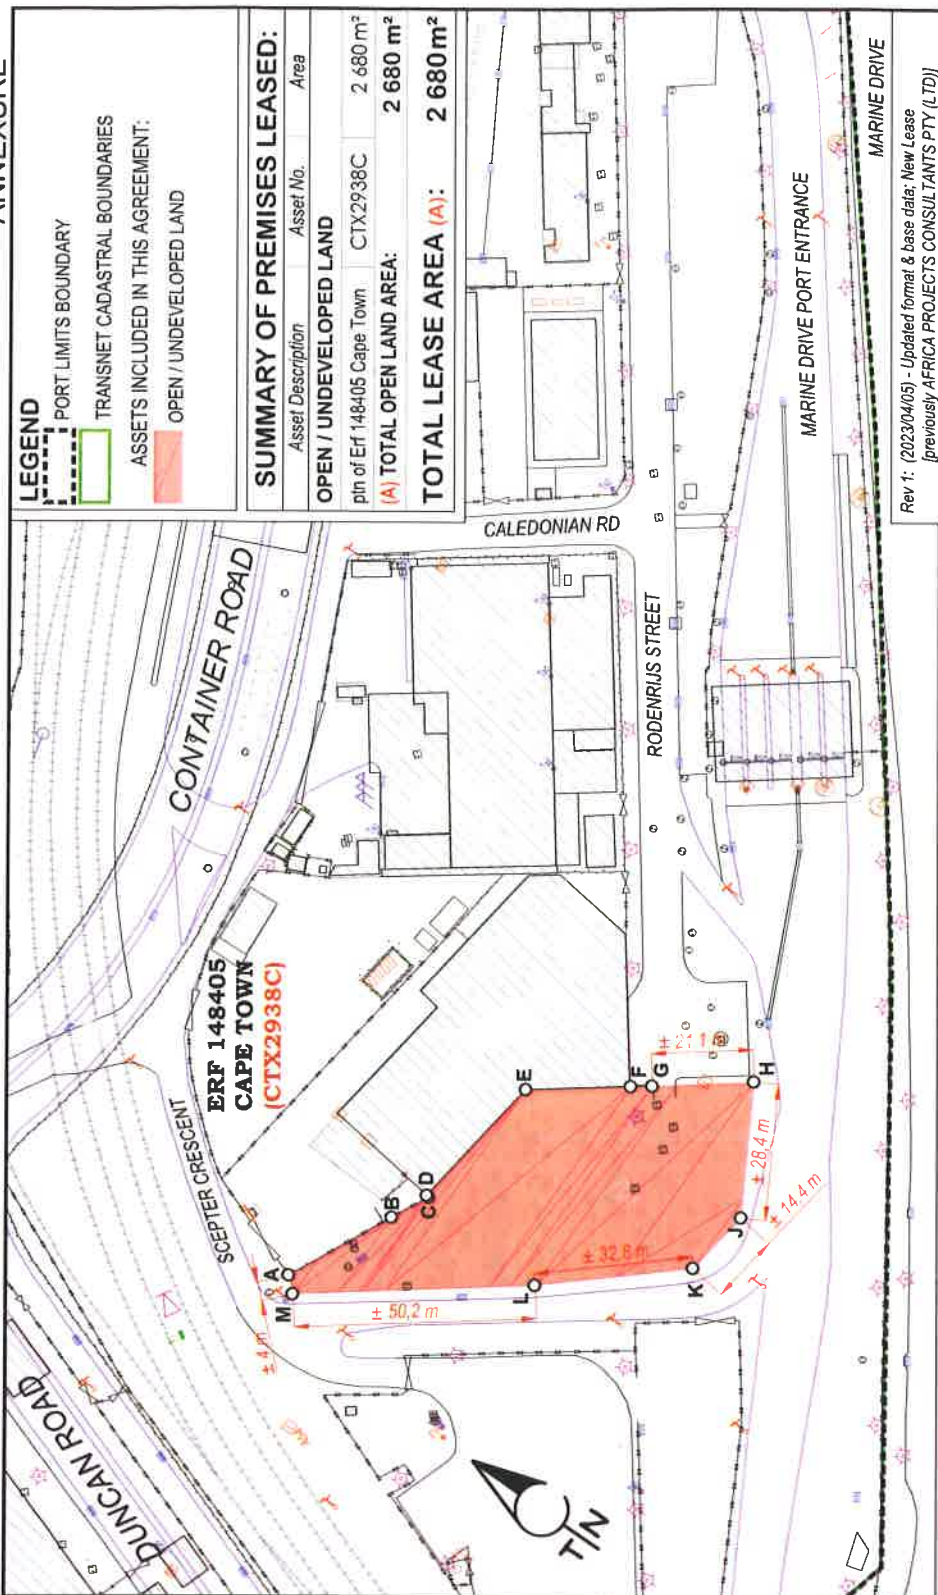 ANNEXURE
LEGEND
PORT LIMITS BOUNDARY
TRANSNET CADASTRAL BOUNDARIES
ASSETS INCLUDED IN THIS AGREEMENT:
OPEN / UNDEVELOPED LAND
SUMMARY OF PREMISES LEASED:
Asset Description Asset No. Area
OPEN / UNDEVELOPED LAND
ptn of Erf 148405 Cape Town CTX2938C 2 680 m²
(A) TOTAL OPEN LAND AREA: 2 680 m²
TOTAL LEASE AREA (A): 2 680m²
DUNCAN ROAD
CONTAINER ROAD
SCEPTER CRESCENT
ERF 148405
CAPE TOWN
(CTX2938C)
CALEDONIAN RD
RODENRIJS STREET
MARINE DRIVE PORT ENTRANCE
MARINE DRIVE
A
B
C
D
E
F
G
H
J
K
L
M
± 4 m
± 50,2 m
± 32,6 m
± 14,4 m
± 28,4 m
± 21,1 m
T/N
Rev 1: (2023/04/05) - Updated format & base data; New Lease
[previously AFRICA PROJECTS CONSULTANTS PTY (LTD)]